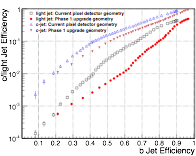 light jet: Current pixel detector geometry
light jet: Phase 1 upgrade geometry
c-jet: Current pixel detector geometry
c-jet: Phase 1 upgrade geometry
c/light Jet Efficiency
1
10⁻¹
10⁻²
10⁻³
10⁻⁴
0.1 0.2 0.3 0.4 0.5 0.6 0.7 0.8 0.9
b Jet Efficiency